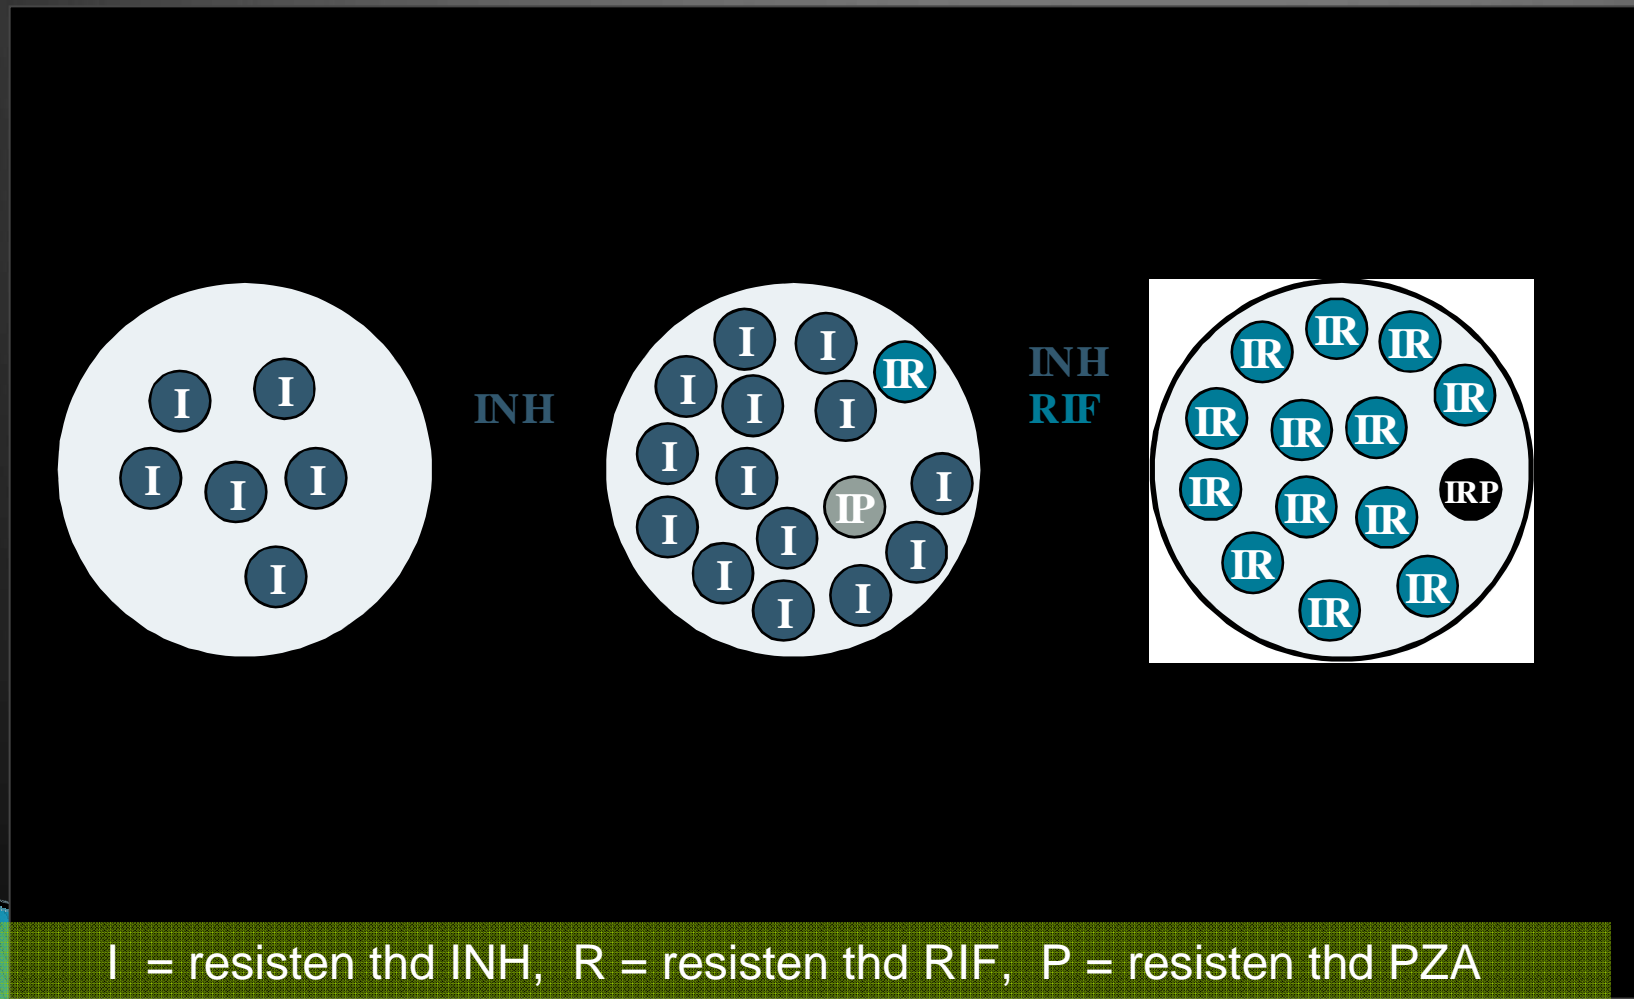 I I
I I I
I
INH
I I IR
I I I
I I I
IP
I I I
I I
I
INH
RIF
IR IR IR
IR IR
IR IR
IR IR IR IRP
IR IR
IR
I = resisten thd INH, R = resisten thd RIF, P = resisten thd PZA